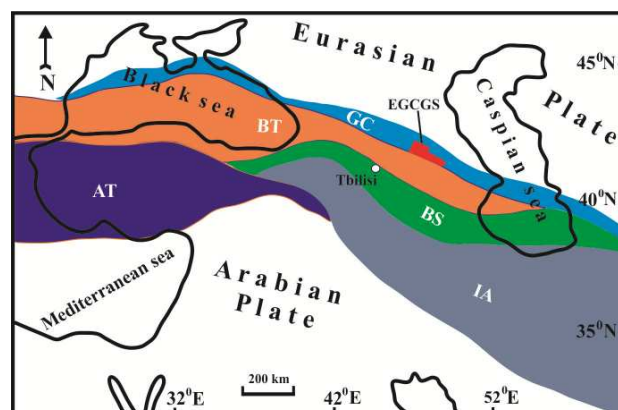 Eurasian
Plate
45⁰N
N
Black sea
BT
GC
EGCGS
Caspian sea
Tbilisi
40⁰N
AT
BS
Mediterranean sea
Arabian
Plate
IA
35⁰N
32⁰E
200 km
42⁰E
52⁰E